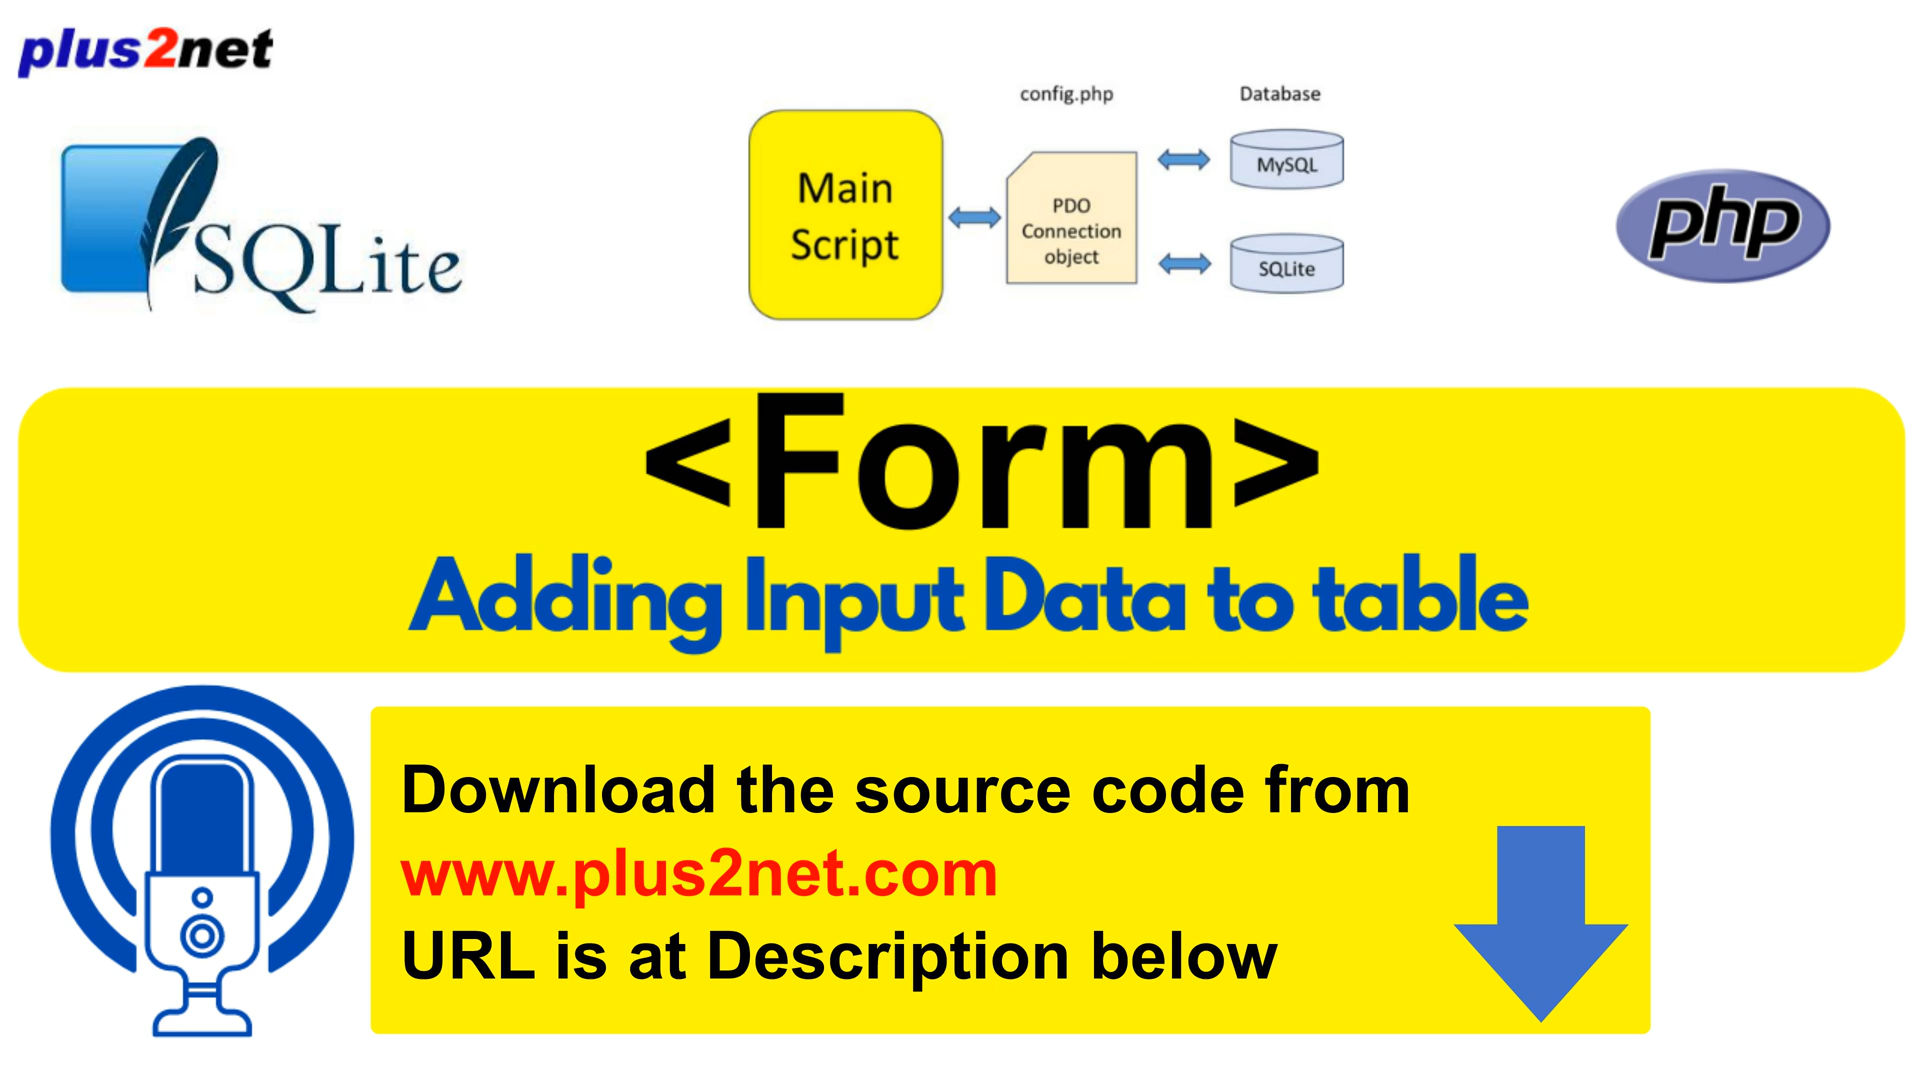 plus2net
config.php
Database
SQLite
Main
Script
PDO
Connection
object
MySQL
SQLite
php
<Form>
Adding Input Data to table
Download the source code from
www.plus2net.com
URL is at Description below